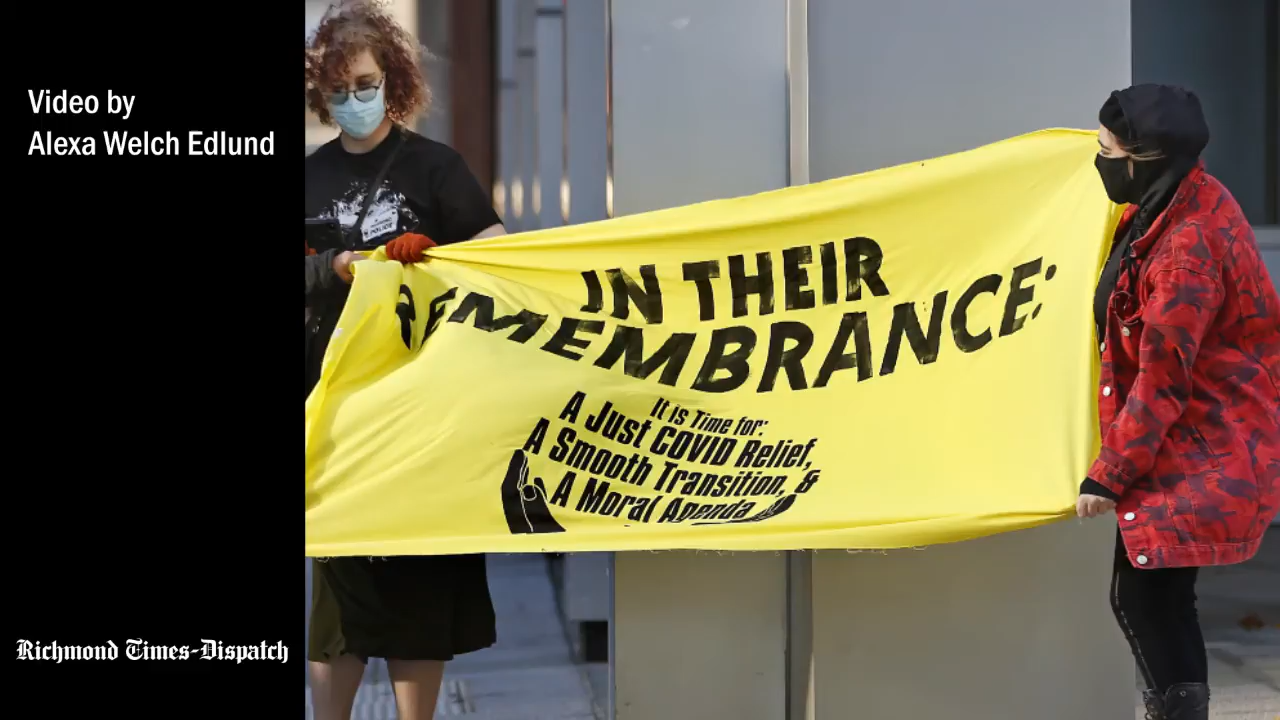 Video by
Alexa Welch Edlund
POLICE
IN THEIR
REMEMBRANCE:
It is Time for:
A Just COVID Relief,
A Smooth Transition, &
A Moral Agenda
Richmond Times-Dispatch